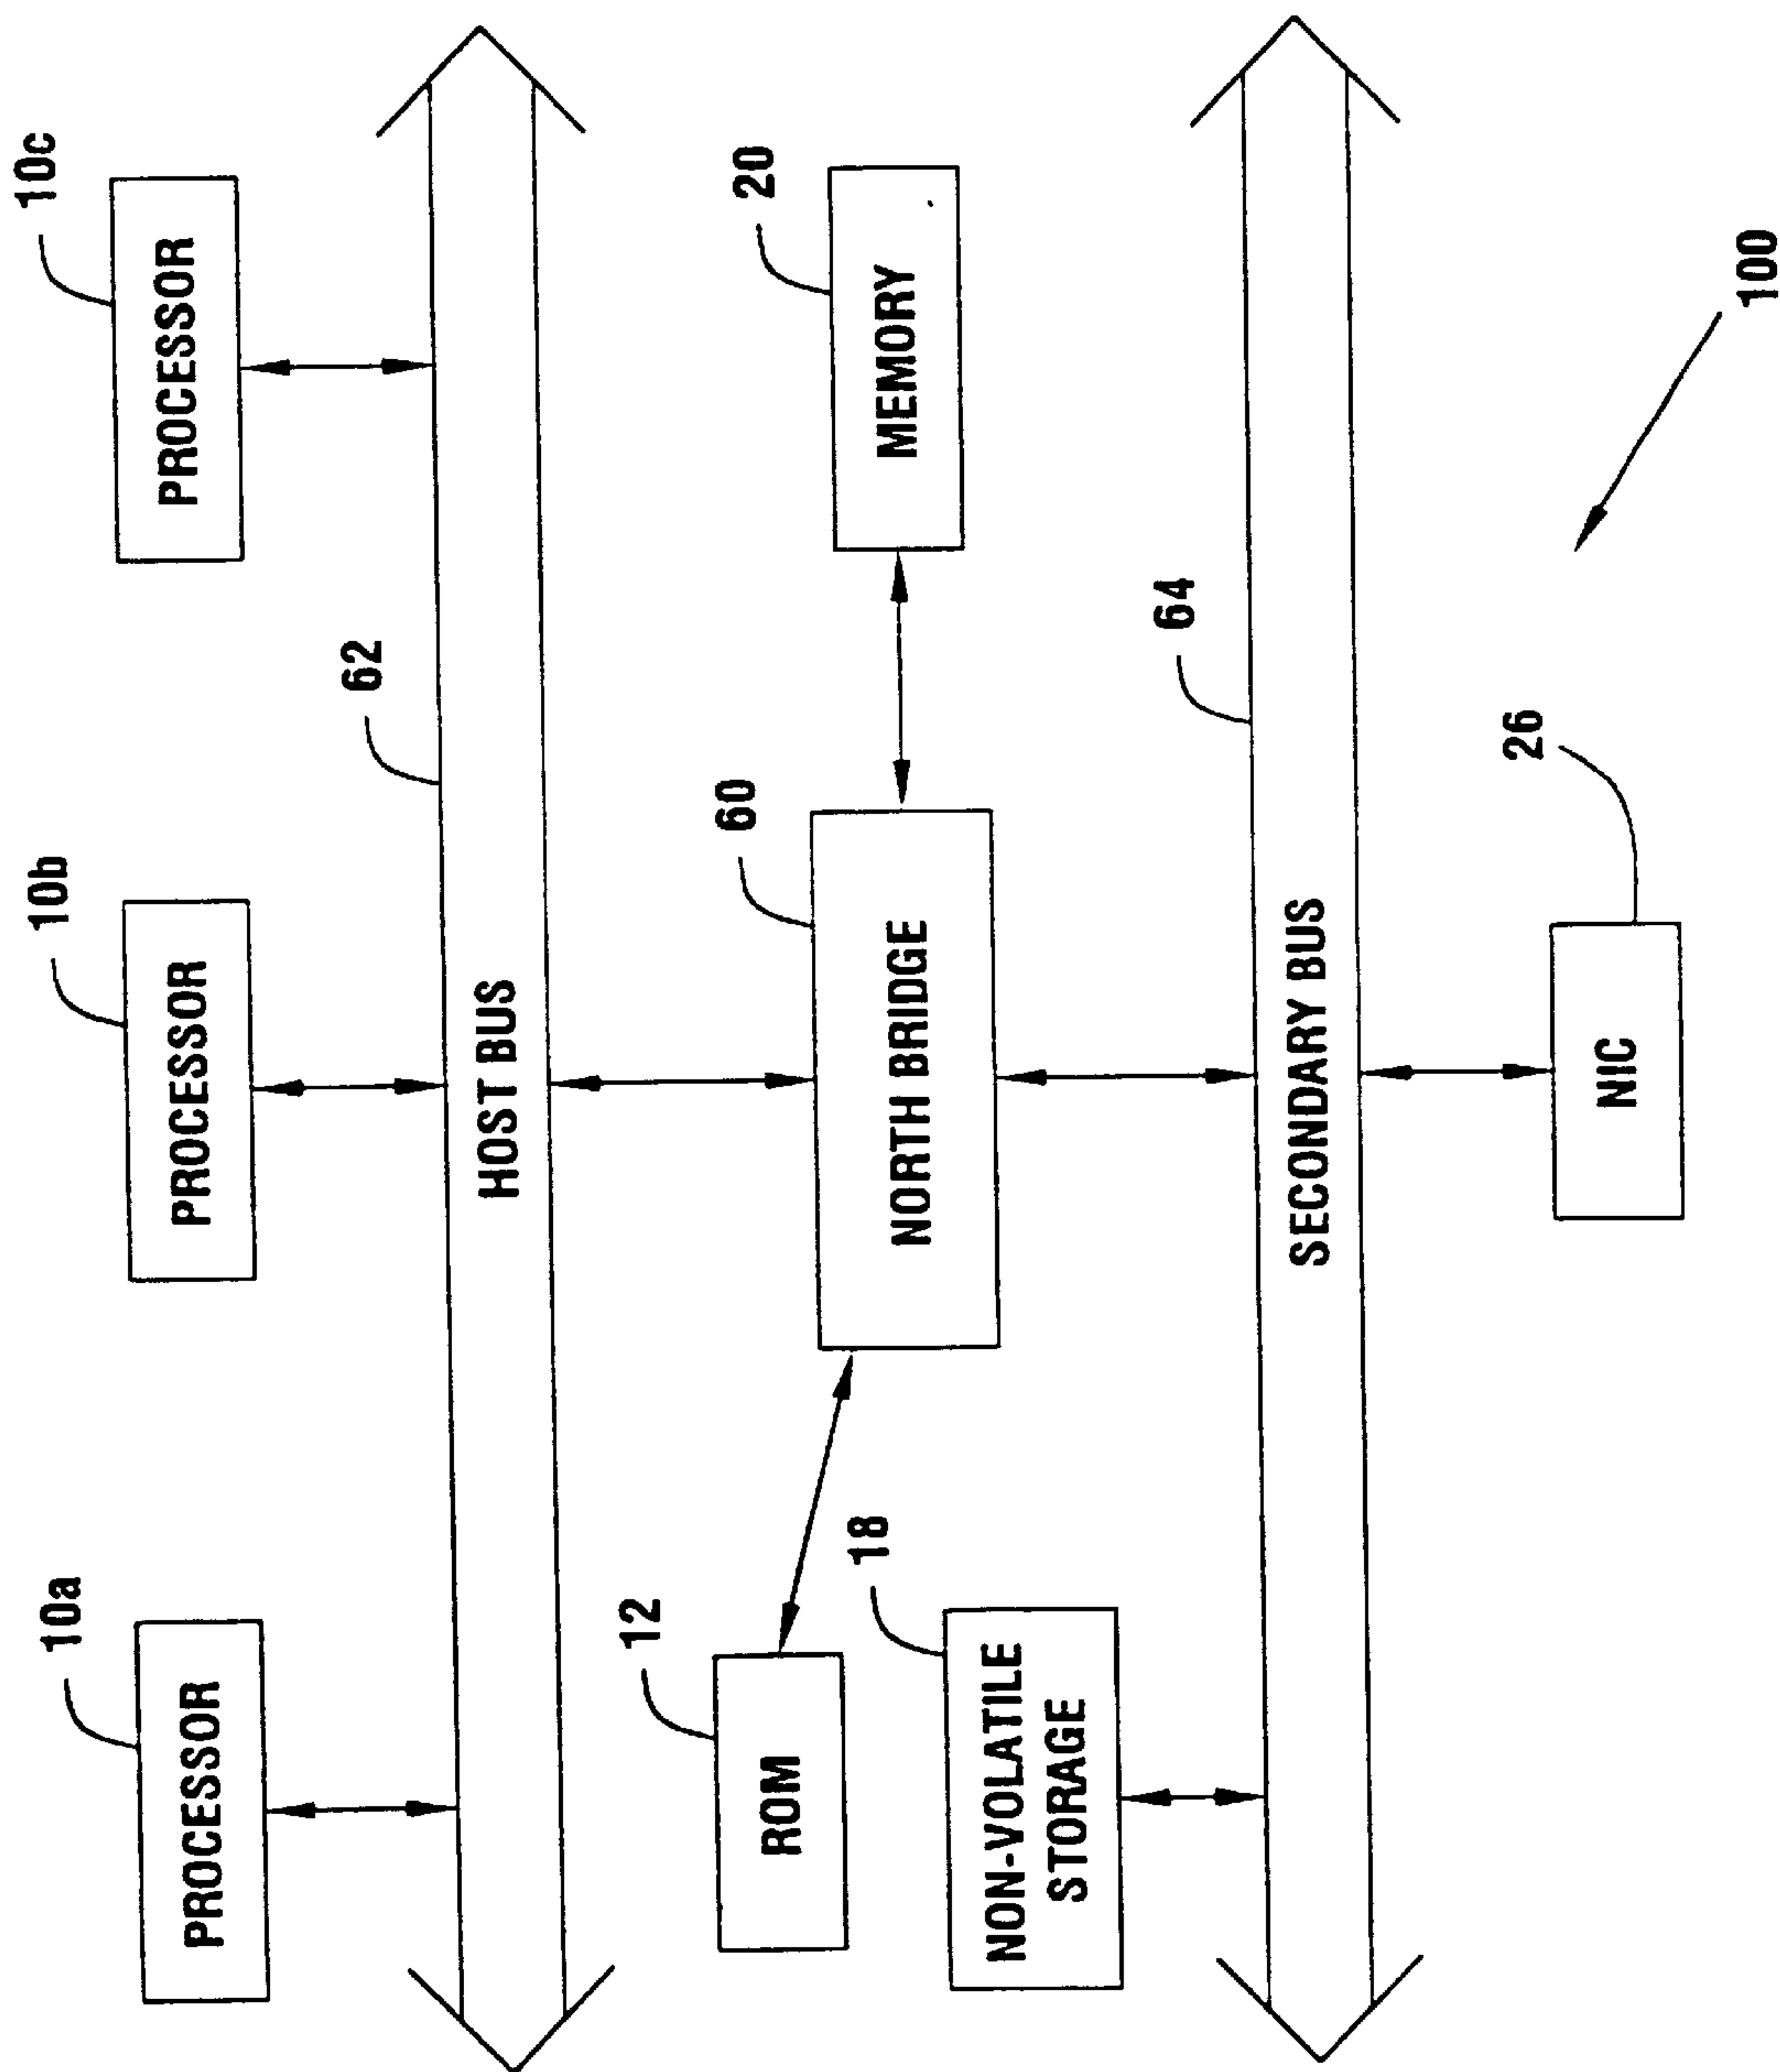 10a
10b
10c
PROCESSOR
PROCESSOR
PROCESSOR
62
HOST BUS
12
60
20
ROM
NORTH BRIDGE
MEMORY
18
NON-VOLATILE
STORAGE
64
SECONDARY BUS
26
NIC
100